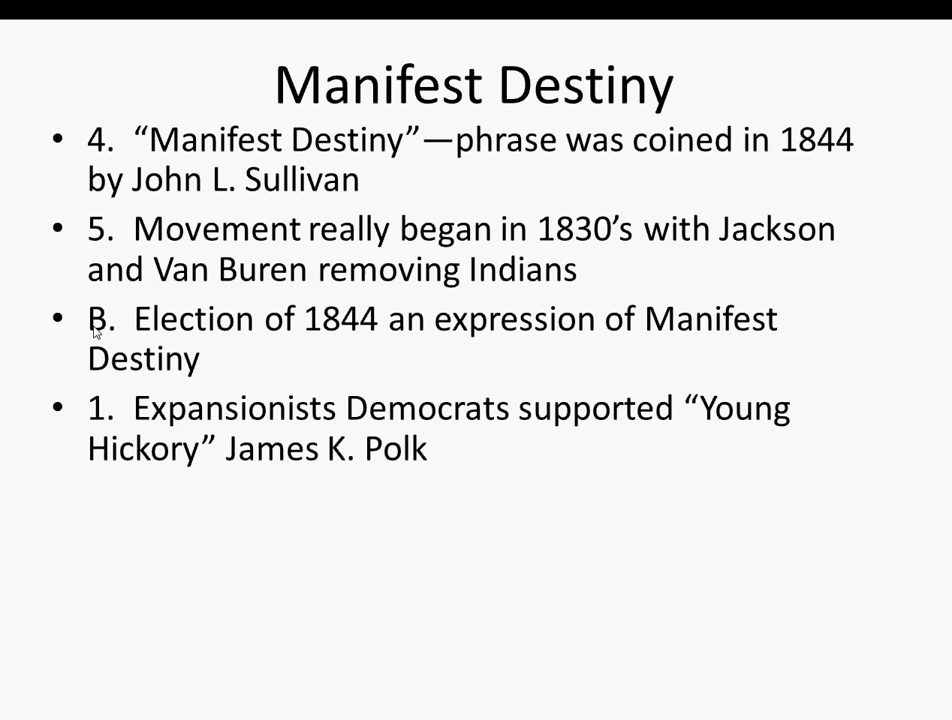 Manifest Destiny
• 4. “Manifest Destiny”—phrase was coined in 1844
by John L. Sullivan
• 5. Movement really began in 1830’s with Jackson
and Van Buren removing Indians
• B. Election of 1844 an expression of Manifest
Destiny
• 1. Expansionists Democrats supported “Young
Hickory” James K. Polk